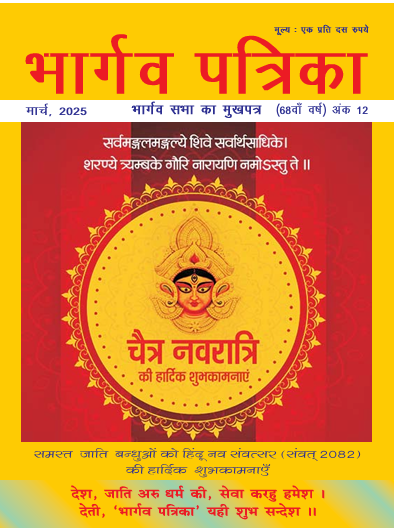 मूल्य : एक प्रति दस रुपये
भार्गव पत्रिका
मार्च, 2025 भार्गव सभा का मुखपत्र (68वाँ वर्ष) अंक 12
सर्वमङ्गलमङ्गल्ये शिवे सर्वार्थसाधिके।
शरण्ये त्र्यम्बके गौरि नारायणि नमोऽस्तु ते ॥
चैत्र नवरात्रि
की हार्दिक शुभकामनाएं
समस्त जाति बन्धुओं को हिंदू नव संवत्सर (संवत् 2082)
की हार्दिक शुभकामनाएँ
देश, जाति अरु धर्म की, सेवा करहु हमेश ।
देती, ‘भार्गव पत्रिका’ यही शुभ सन्देश ।।